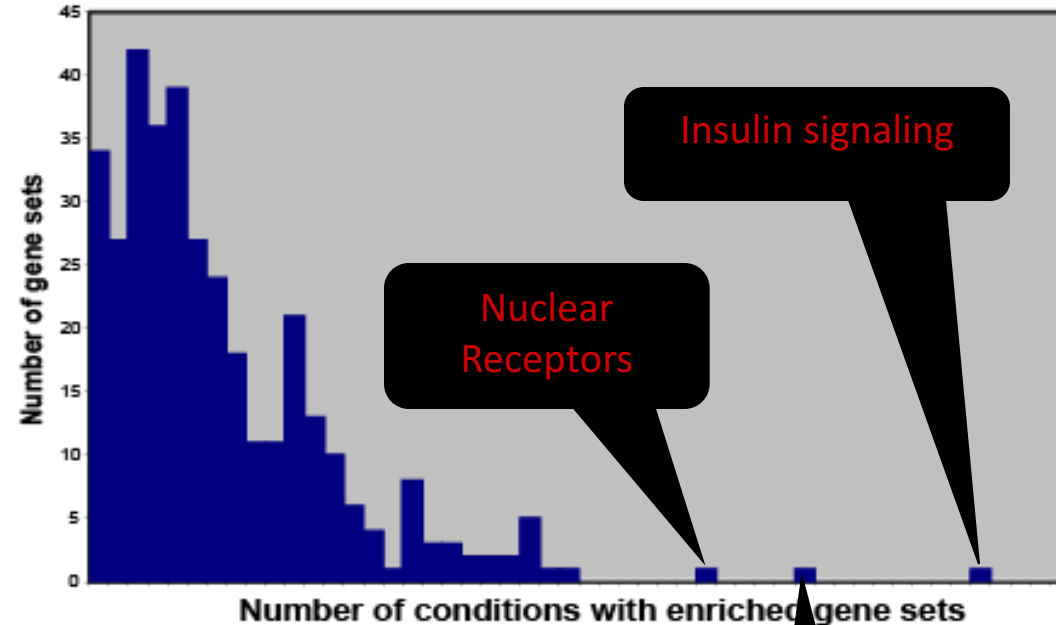 45
40
35
30
25
20
15
10
5
0
Number of gene sets
Insulin signaling
Nuclear
Receptors
Number of conditions with enriched gene sets